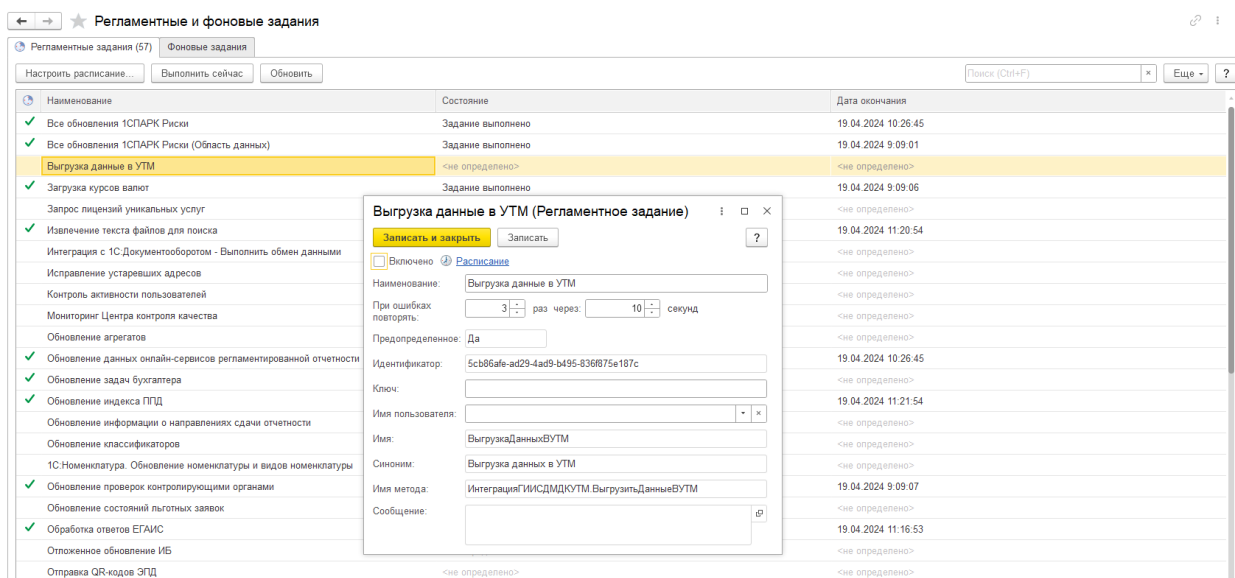 Регламентные и фоновые задания
Регламентные задания (57) Фоновые задания
Настроить расписание... Выполнить сейчас Обновить Поиск (Ctrl+F) × Еще ?
Наименование Состояние Дата окончания
Все обновления 1СПАРК Риски Задание выполнено 19.04.2024 10:26:45
Все обновления 1СПАРК Риски (Область данных) Задание выполнено 19.04.2024 9:09:01
Выгрузка данные в УТМ <не определено> <не определено>
Загрузка курсов валют Задание выполнено 19.04.2024 9:09:06
Запрос лицензий уникальных услуг <не определено>
Извлечение текста файлов для поиска 19.04.2024 11:20:54
Интеграция с 1С:Документооборотом - Выполнить обмен данными <не определено>
Исправление устаревших адресов <не определено>
Контроль активности пользователей <не определено>
Мониторинг Центра контроля качества <не определено>
Обновление агрегатов <не определено>
Обновление данных онлайн-сервисов регламентированной отчетности 19.04.2024 10:26:45
Обновление задач бухгалтера <не определено>
Обновление индекса ППД 19.04.2024 11:21:54
Обновление информации о направлениях сдачи отчетности <не определено>
Обновление классификаторов <не определено>
1С:Номенклатура. Обновление номенклатуры и видов номенклатуры <не определено>
Обновление проверок контролирующими органами 19.04.2024 9:09:07
Обновление состояний льготных заявок <не определено>
Обработка ответов ЕГАИС 19.04.2024 11:16:53
Отложенное обновление ИБ <не определено>
Отправка QR-кодов ЭПД <не определено> <не определено>
Выгрузка данные в УТМ (Регламентное задание)
Записать и закрыть Записать ?
Включено Расписание
Наименование: Выгрузка данные в УТМ
При ошибках
повторять: 3 раз через: 10 секунд
Предопределенное: Да
Идентификатор: 5cb86afe-ad29-4ad9-b495-836f875e187c
Ключ:
Имя пользователя:
Имя: ВыгрузкаДанныхВУТМ
Синоним: Выгрузка данных в УТМ
Имя метода: ИнтеграцияГИИСДМДКУТМ.ВыгрузитьДанныеВУТМ
Сообщение: